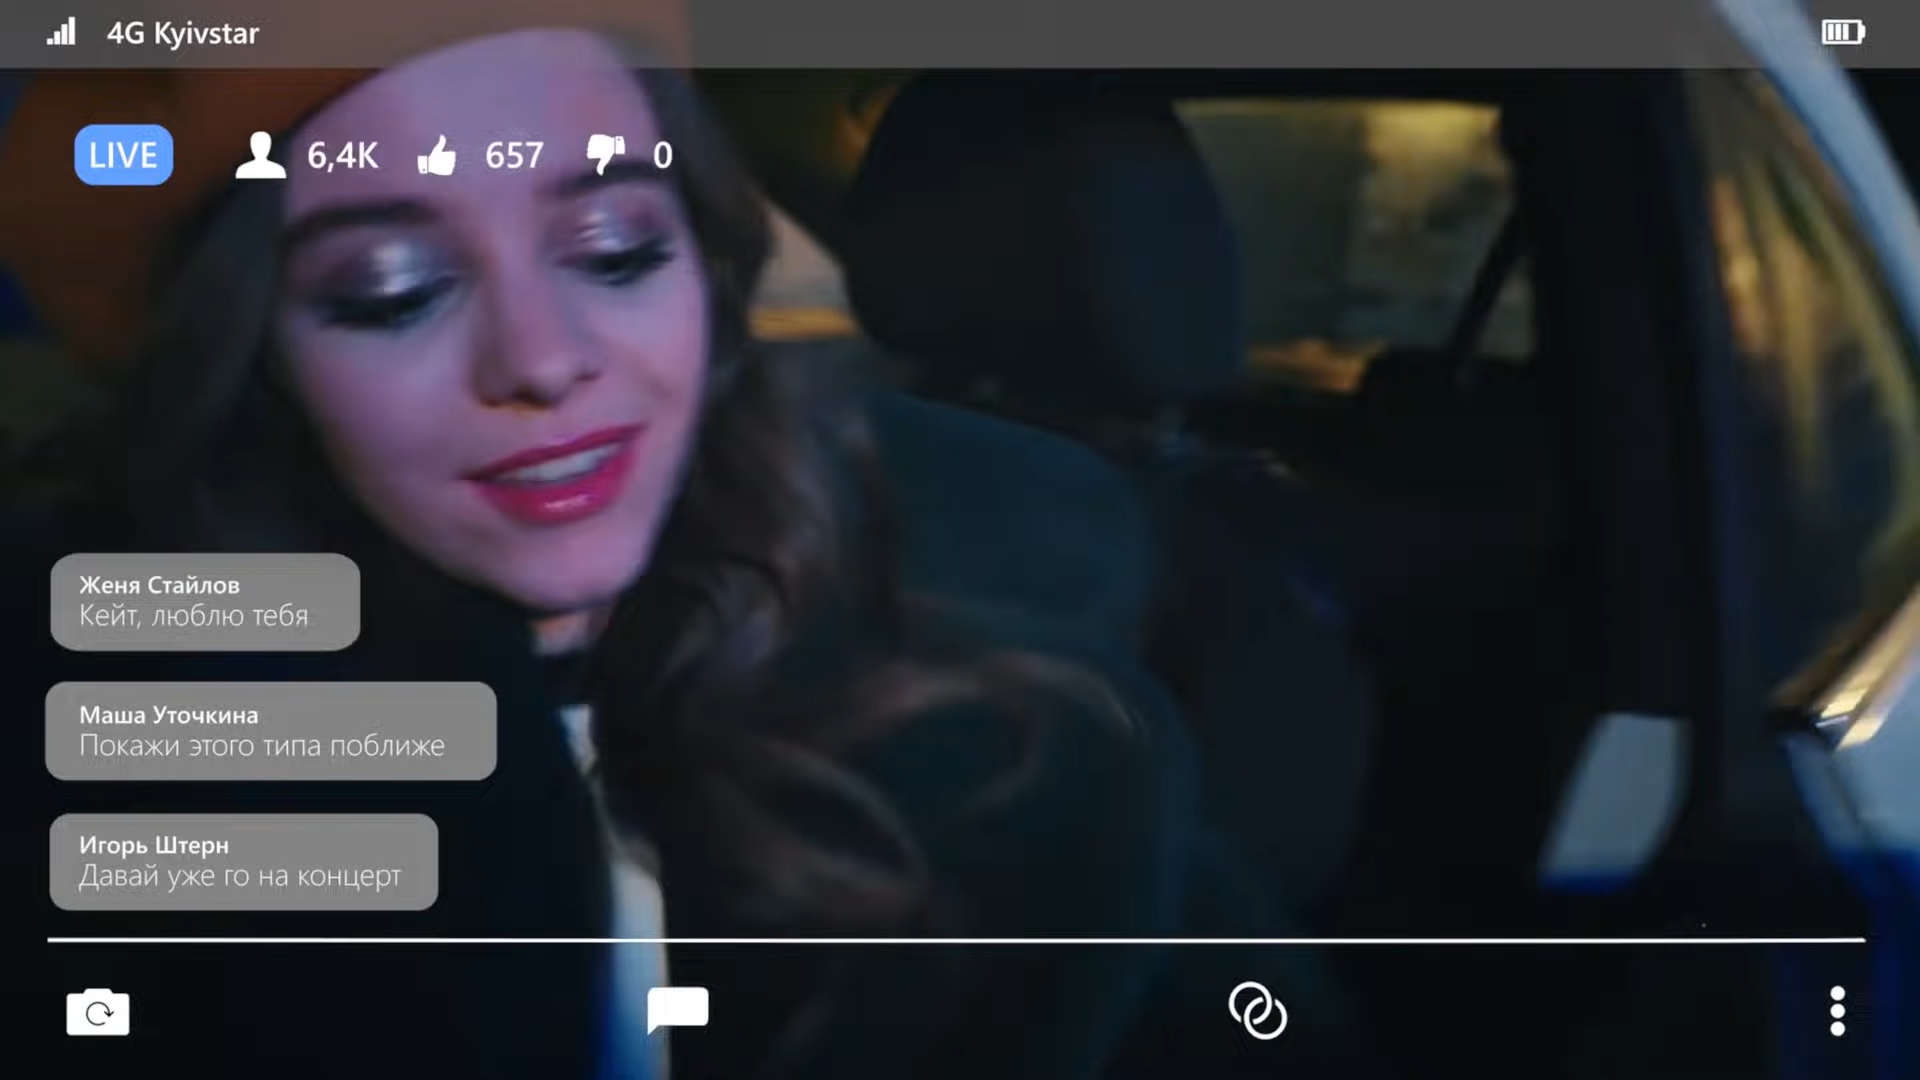 4G Kyivstar
LIVE 6,4K 657 0
Женя Стайлов
Кейт, люблю тебя
Маша Уточкина
Покажи этого типа поближе
Игорь Штерн
Давай уже го на концерт